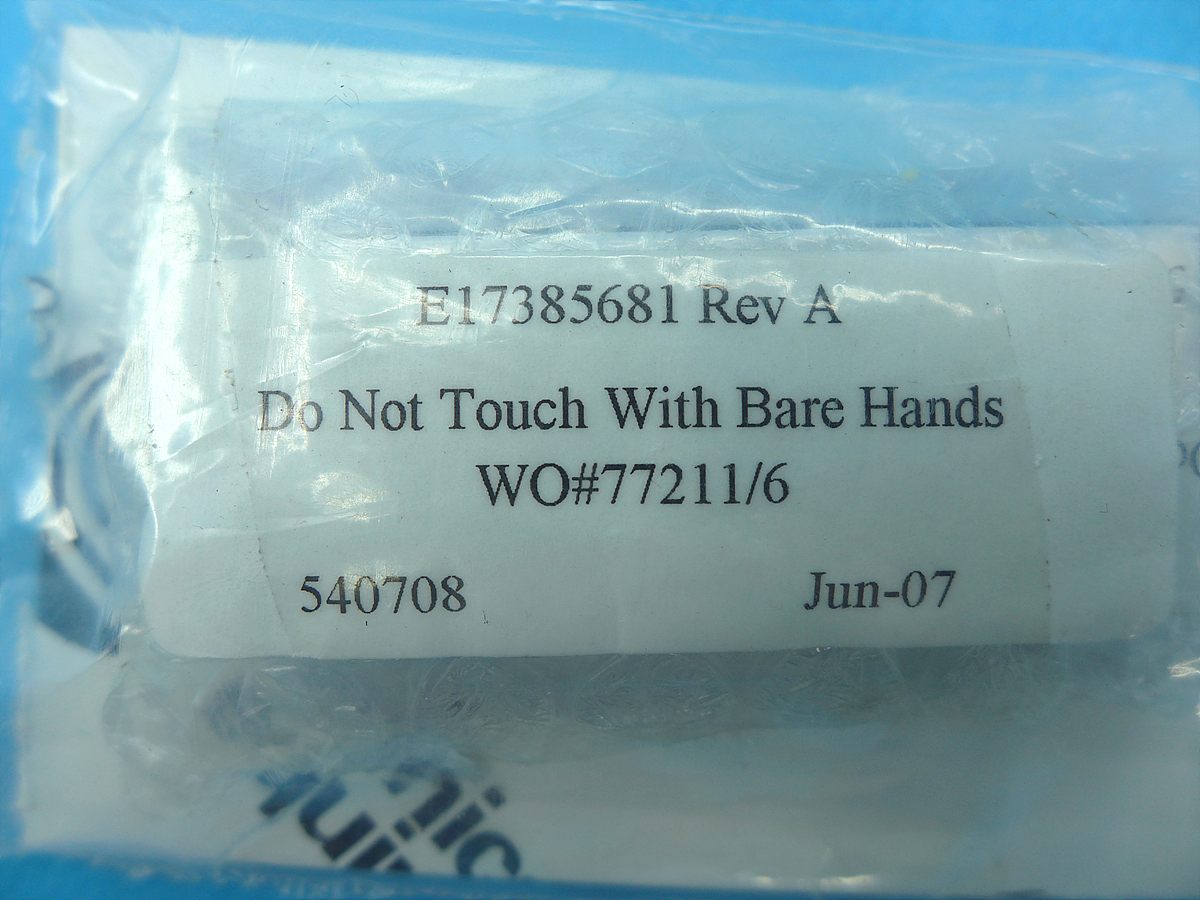 E17385681 Rev A
Do Not Touch With Bare Hands
WO#77211/6
540708 Jun-07